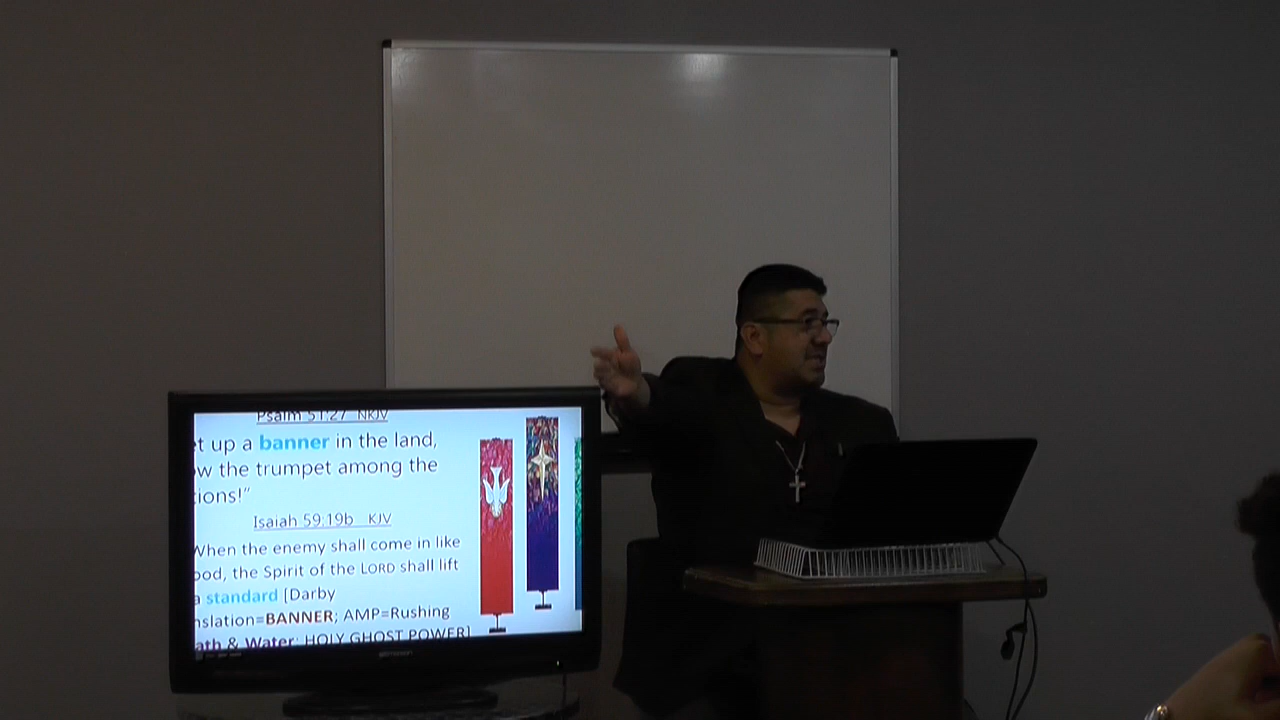 Psalm 51:27 NKJV
et up a banner in the land,
ow the trumpet among the
tions!"
Isaiah 59:19b KJV
When the enemy shall come in like
ood, the Spirit of the LORD shall lift
a standard [Darby
nslation=BANNER; AMP=Rushing
ath & Water; HOLY GHOST POWER]